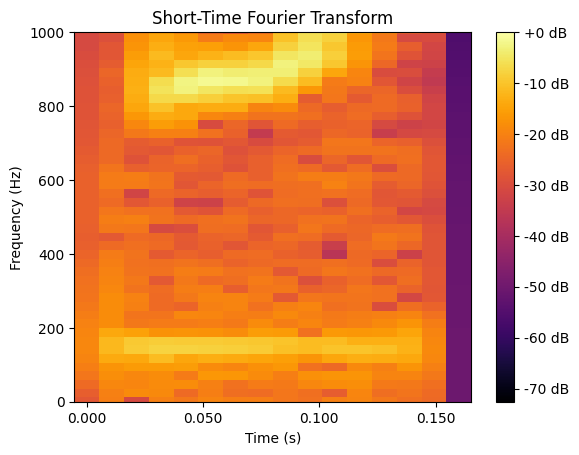 Short-Time Fourier Transform
Frequency (Hz)
1000
800
600
400
200
0
0.000
0.050
0.100
0.150
Time (s)
+0 dB
-10 dB
-20 dB
-30 dB
-40 dB
-50 dB
-60 dB
-70 dB